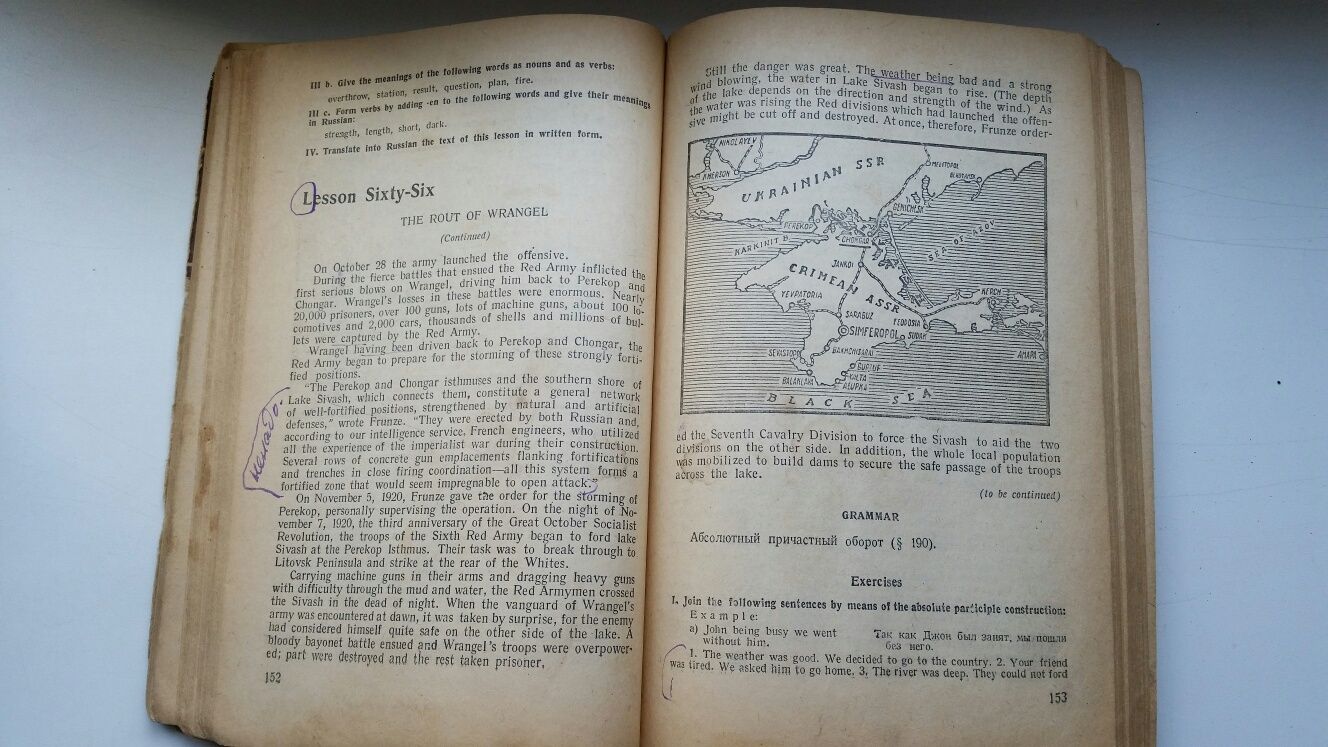 III b. Give the meanings of the following words as nouns and as verbs:
overthrow, station, result, question, plan, fire.
III c. Form verbs by adding -en to the following words and give their meanings
in Russian:
strength, length, short, dark.
IV. Translate into Russian the text of this lesson in written form.
Lesson Sixty-Six
THE ROUT OF WRANGEL
(Continued)
On October 28 the army launched the offensive.
During the fierce battles that ensued the Red Army inflicted the
first serious blows on Wrangel, driving him back to Perekop and
Chongar. Wrangel's losses in these battles were enormous. Nearly
20,000 prisoners, over 100 guns, lots of machine guns, about 100 lo-
comotives and 2,000 cars, thousands of shells and millions of bul-
lets were captured by the Red Army.
Wrangel having been driven back to Perekop and Chongar, the
Red Army began to prepare for the storming of these strongly forti-
fied positions.
"The Perekop and Chongar isthmuses and the southern shore of
Lake Sivash, which connects them, constitute a general network
of well-fortified positions, strengthened by natural and artificial
defenses," wrote Frunze. "They were erected by both Russian and,
according to our intelligence service, French engineers, who utilized
all the experience of the imperialist war during their construction.
Several rows of concrete gun emplacements flanking fortifications
and trenches in close firing coordination—all this system forms a
fortified zone that would seem impregnable to open attack."
On November 5, 1920, Frunze gave the order for the storming of
Perekop, personally supervising the operation. On the night of No-
vember 7, 1920, the third anniversary of the Great October Socialist
Revolution, the troops of the Sixth Red Army began to ford lake
Sivash at the Perekop Isthmus. Their task was to break through to
Litovsk Peninsula and strike at the rear of the Whites.
Carrying machine guns in their arms and dragging heavy guns
with difficulty through the mud and water, the Red Armymen crossed
the Sivash in the dead of night. When the vanguard of Wrangel's
army was encountered at dawn, it was taken by surprise, for the enemy
had considered himself quite safe on the other side of the lake. A
bloody bayonet battle ensued and Wrangel's troops were overpower-
ed; part were destroyed and the rest taken prisoner,
152
Still the danger was great. The weather being bad and a strong
wind blowing, the water in Lake Sivash began to rise. (The depth
of the lake depends on the direction and strength of the wind.) As
the water was rising the Red divisions which had launched the offen-
sive might be cut off and destroyed. At once, therefore, Frunze order-
NIKOLAYEV
KHERSON
UKRAINIAN SSR
MELITOPOL
GENICHESK
PEREKOP
CHONGAR
KARKINIT B.
SEA OF AZOV
JANKOI
CRIMEAN ASSR
YEVPATORIA
KERCH
SARABUZ
FEODOSIA
SIMFEROPOL
SUDAK
SEVASTOPOL
BAKHCHISARAI
ANAPA
GURZUF
YALTA
BALAKLAVA
ALUPKA
BLACK SEA
ed the Seventh Cavalry Division to force the Sivash to aid the two
divisions on the other side. In addition, the whole local population
was mobilized to build dams to secure the safe passage of the troops
across the lake.
(to be continued)
GRAMMAR
Абсолютный причастный оборот (§ 190).
Exercises
I. Join the following sentences by means of the absolute participle construction:
Example:
a) John being busy we went without him.
Так как Джон был занят, мы пошли без него.
1. The weather was good. We decided to go to the country. 2. Your friend
was tired. We asked him to go home. 3. The river was deep. They could not ford
153